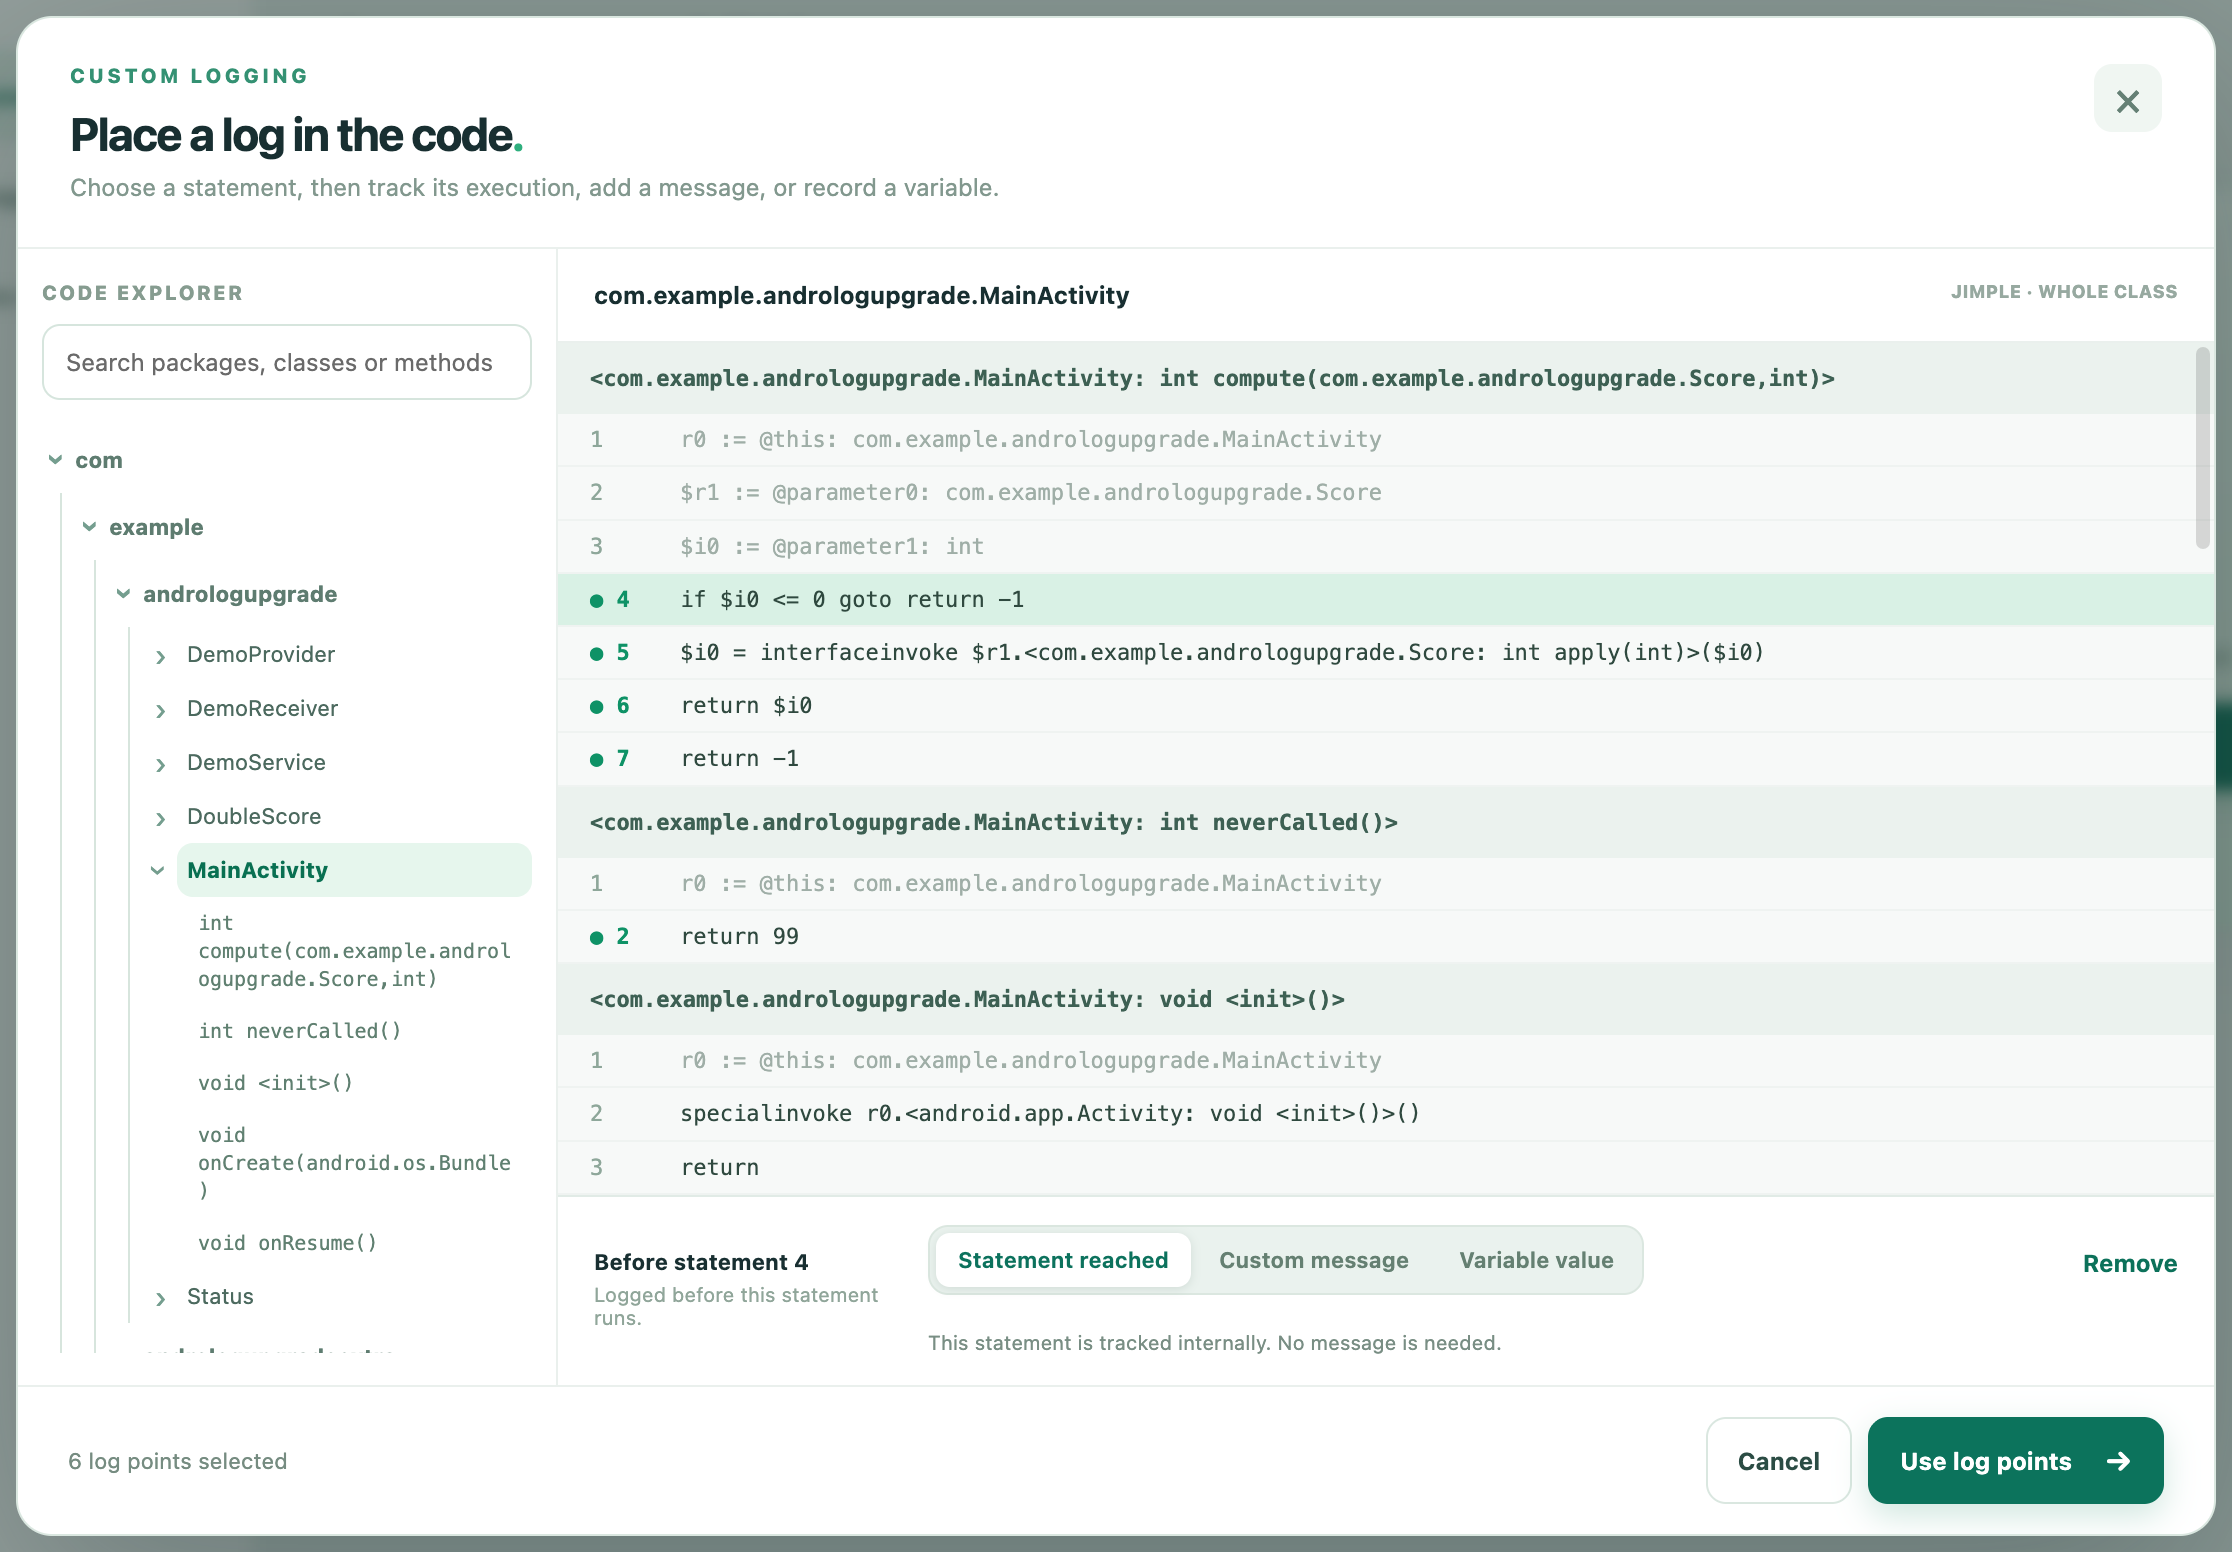 CUSTOM LOGGING
Place a log in the code.
Choose a statement, then track its execution, add a message, or record a variable.
CODE EXPLORER
Search packages, classes or methods
com
example
andrologupgrade
DemoProvider
DemoReceiver
DemoService
DoubleScore
MainActivity
int
compute(com.example.androl
ogupgrade.Score,int)
int neverCalled()
void <init>()
void
onCreate(android.os.Bundle
)
void onResume()
Status
com.example.andrologupgrade.MainActivity
JIMPLE · WHOLE CLASS
<com.example.andrologupgrade.MainActivity: int compute(com.example.andrologupgrade.Score,int)>
1 r0 := @this: com.example.andrologupgrade.MainActivity
2 $r1 := @parameter0: com.example.andrologupgrade.Score
3 $i0 := @parameter1: int
4 if $i0 <= 0 goto return -1
5 $i0 = interfaceinvoke $r1.<com.example.andrologupgrade.Score: int apply(int)>($i0)
6 return $i0
7 return -1
<com.example.andrologupgrade.MainActivity: int neverCalled()>
1 r0 := @this: com.example.andrologupgrade.MainActivity
2 return 99
<com.example.andrologupgrade.MainActivity: void <init>()>
1 r0 := @this: com.example.andrologupgrade.MainActivity
2 specialinvoke r0.<android.app.Activity: void <init>()>()
3 return
Before statement 4
Logged before this statement
runs.
Statement reached Custom message Variable value
Remove
This statement is tracked internally. No message is needed.
6 log points selected
Cancel
Use log points →